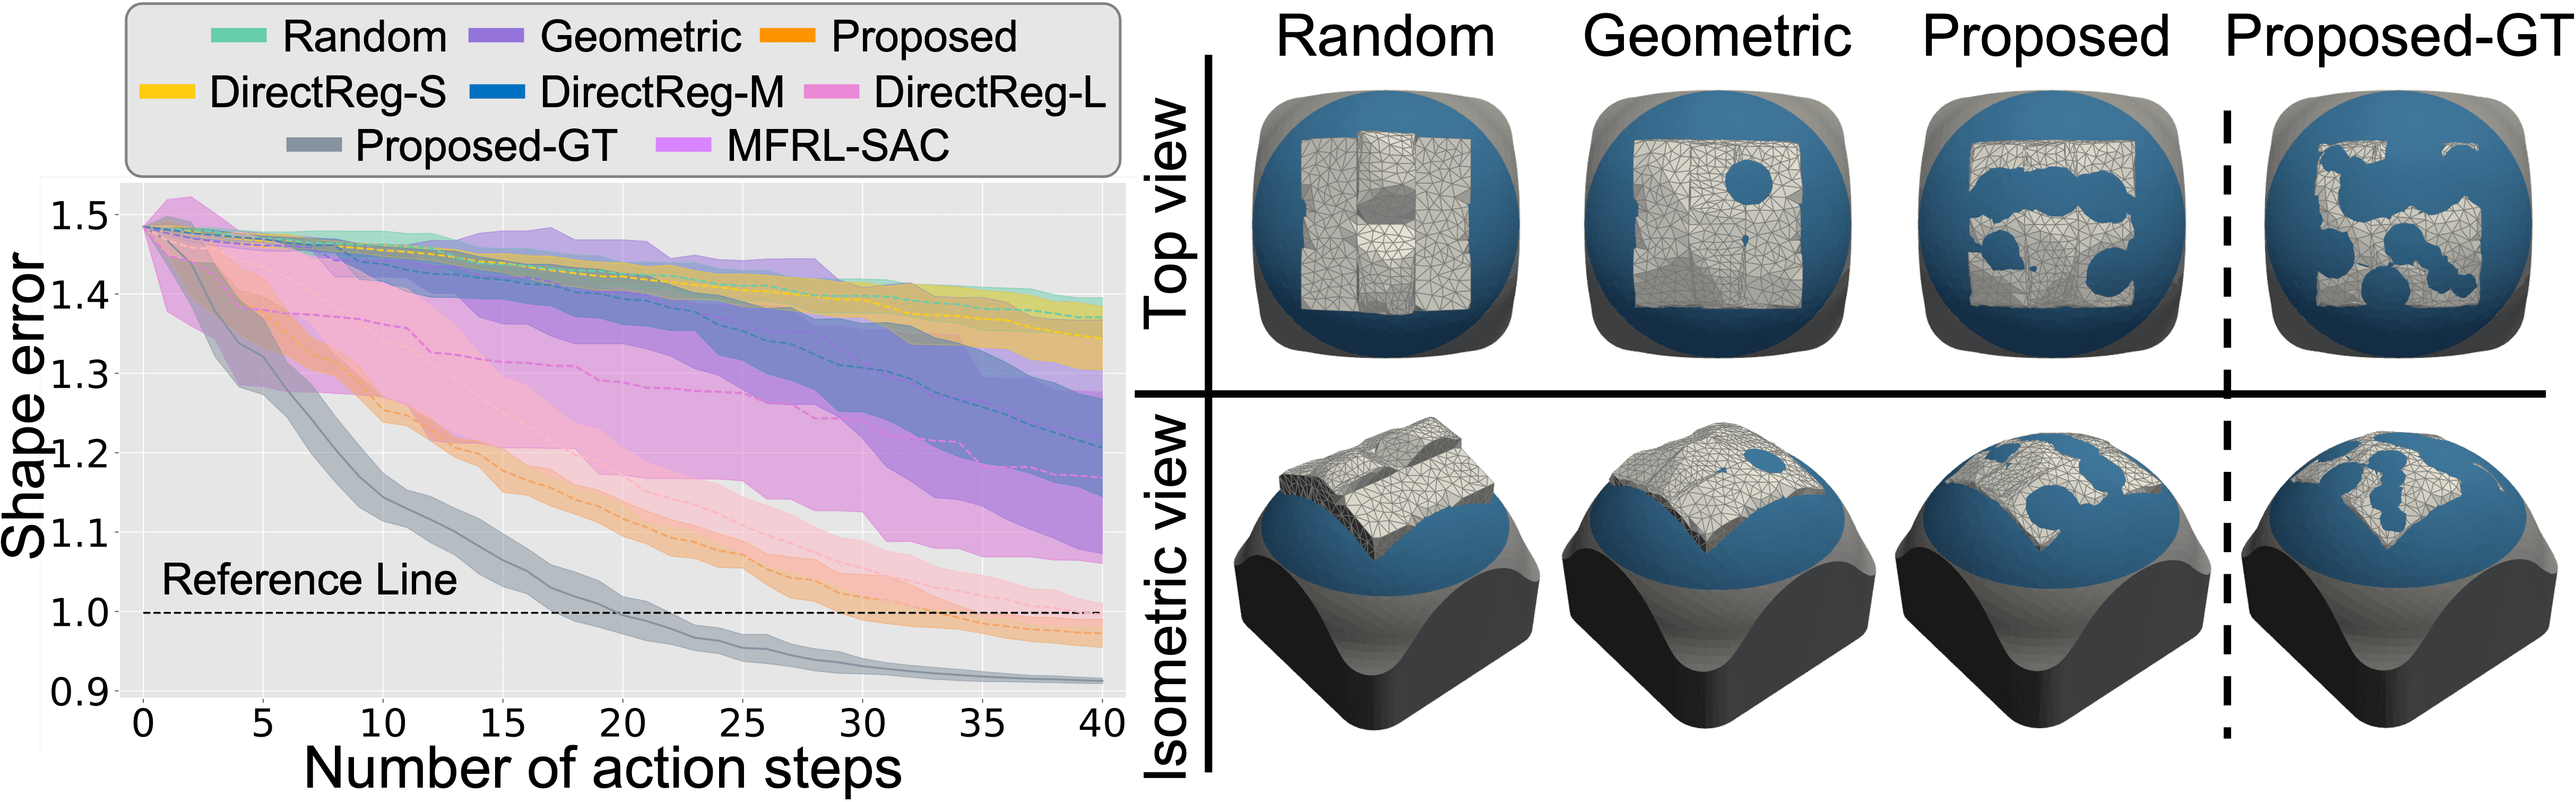 Random Geometric Proposed
DirectReg-S DirectReg-M DirectReg-L
Proposed-GT MFRL-SAC
Shape error
1.5
1.4
1.3
1.2
1.1
1.0
0.9
Reference Line
0 5 10 15 20 25 30 35 40
Number of action steps
Random Geometric Proposed Proposed-GT
Top view
Isometric view